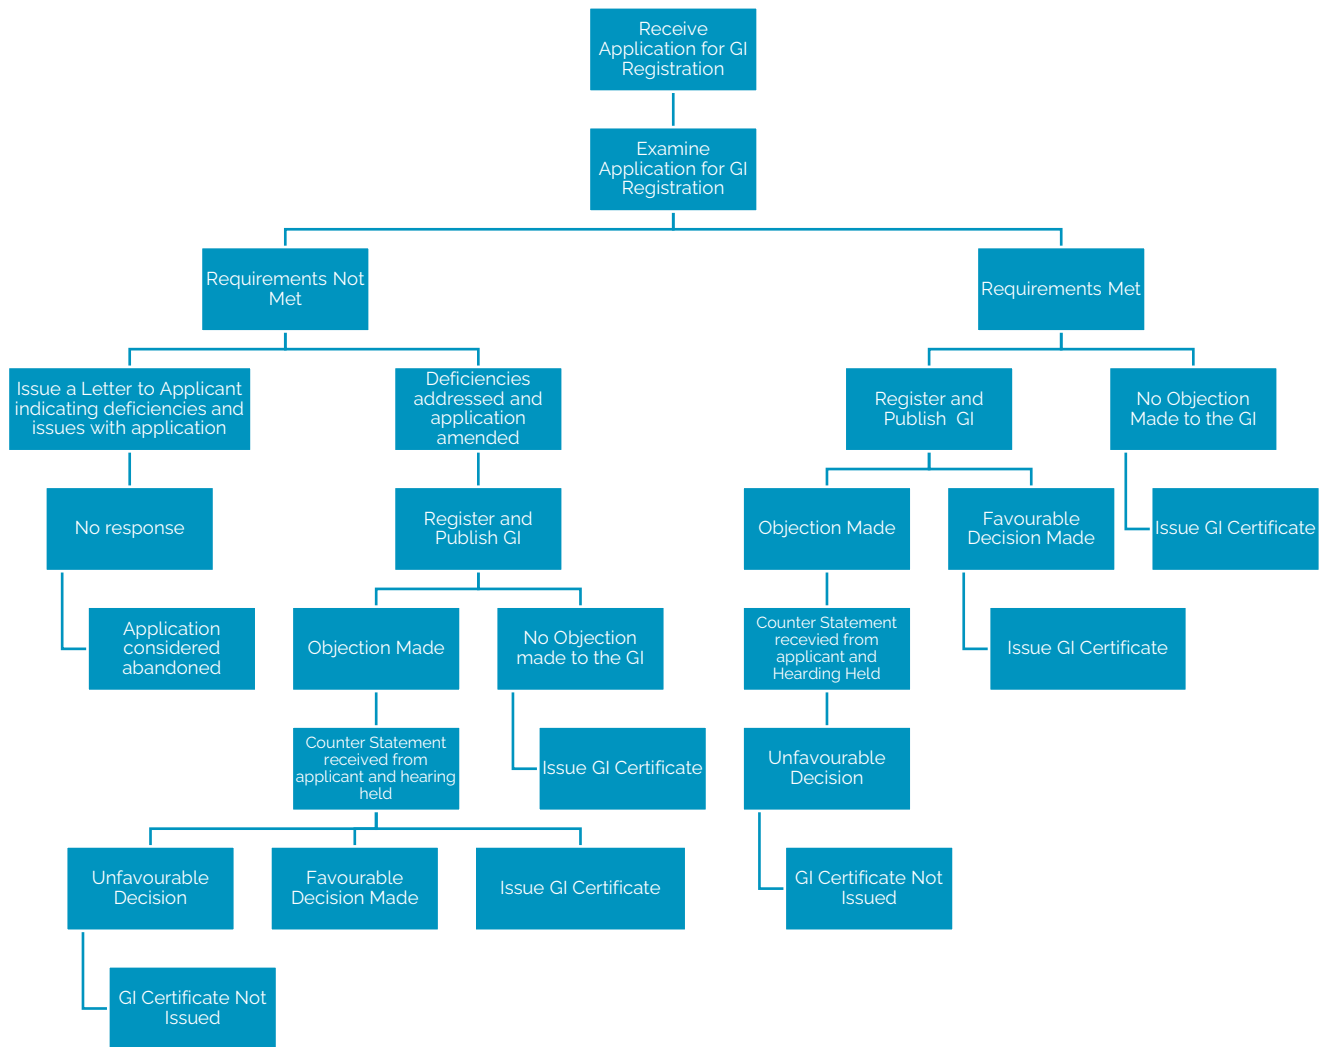 Receive
Application for GI
Registration
Examine
Application for GI
Registration
Requirements Not
Met
Requirements Met
Issue a Letter to Applicant
indicating deficiencies and
issues with application
Deficiencies
addressed and
application
amended
Register and
Publish GI
No Objection
Made to the GI
No response
Register and
Publish GI
Objection Made
Favourable
Decision Made
Issue GI Certificate
Application
considered
abandoned
Objection Made
No Objection
made to the GI
Counter Statement
recevied from
applicant and
Hearding Held
Issue GI Certificate
Counter Statement
received from
applicant and hearing
held
Issue GI Certificate
Unfavourable
Decision
Unfavourable
Decision
Favourable
Decision Made
Issue GI Certificate
GI Certificate Not
Issued
GI Certificate Not
Issued